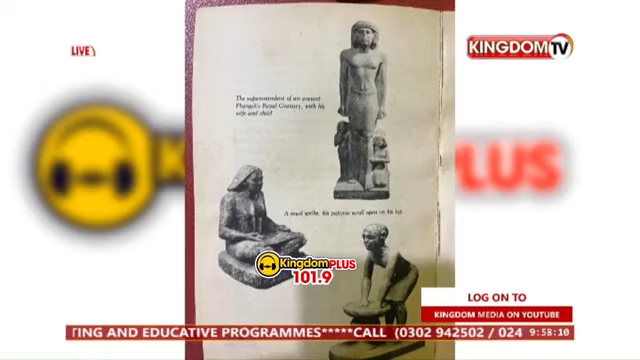 LIVE
KINGDOM TV
The superintendent of an ancient
Pharaoh's Royal Granary, with his
wife and child
A royal scribe, his papyrus scroll open in his lap.
Kingdom PLUS
101.9
Kingdom PLUS
LOG ON TO
KINGDOM MEDIA ON YOUTUBE
TING AND EDUCATIVE PROGRAMMES*****CALL (0302 942502 / 024
9:58:10